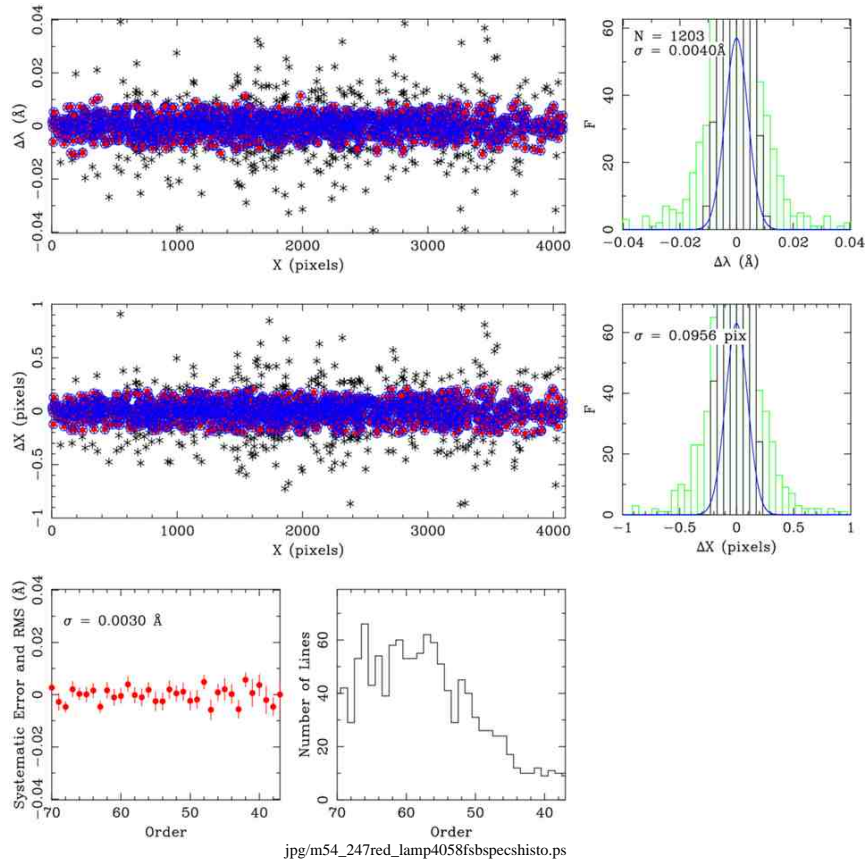 0.04
0.02
0
−0.02
−0.04
Δλ (Å)
0 1000 2000 3000 4000
X (pixels)
N = 1203
σ = 0.0040Å
60
40
20
0
F
−0.04 −0.02 0 0.02 0.04
Δλ (Å)
1
0.5
0
−0.5
−1
ΔX (pixels)
0 1000 2000 3000 4000
X (pixels)
σ = 0.0956 pix
60
40
20
0
F
−1 −0.5 0 0.5 1
ΔX (pixels)
0.04
0.02
0
−0.02
−0.04
Systematic Error and RMS (Å)
σ = 0.0030 Å
70 60 50 40
Order
60
40
20
0
Number of Lines
70 60 50 40
Order
jpg/m54_247red_lamp4058fsbspecshisto.ps